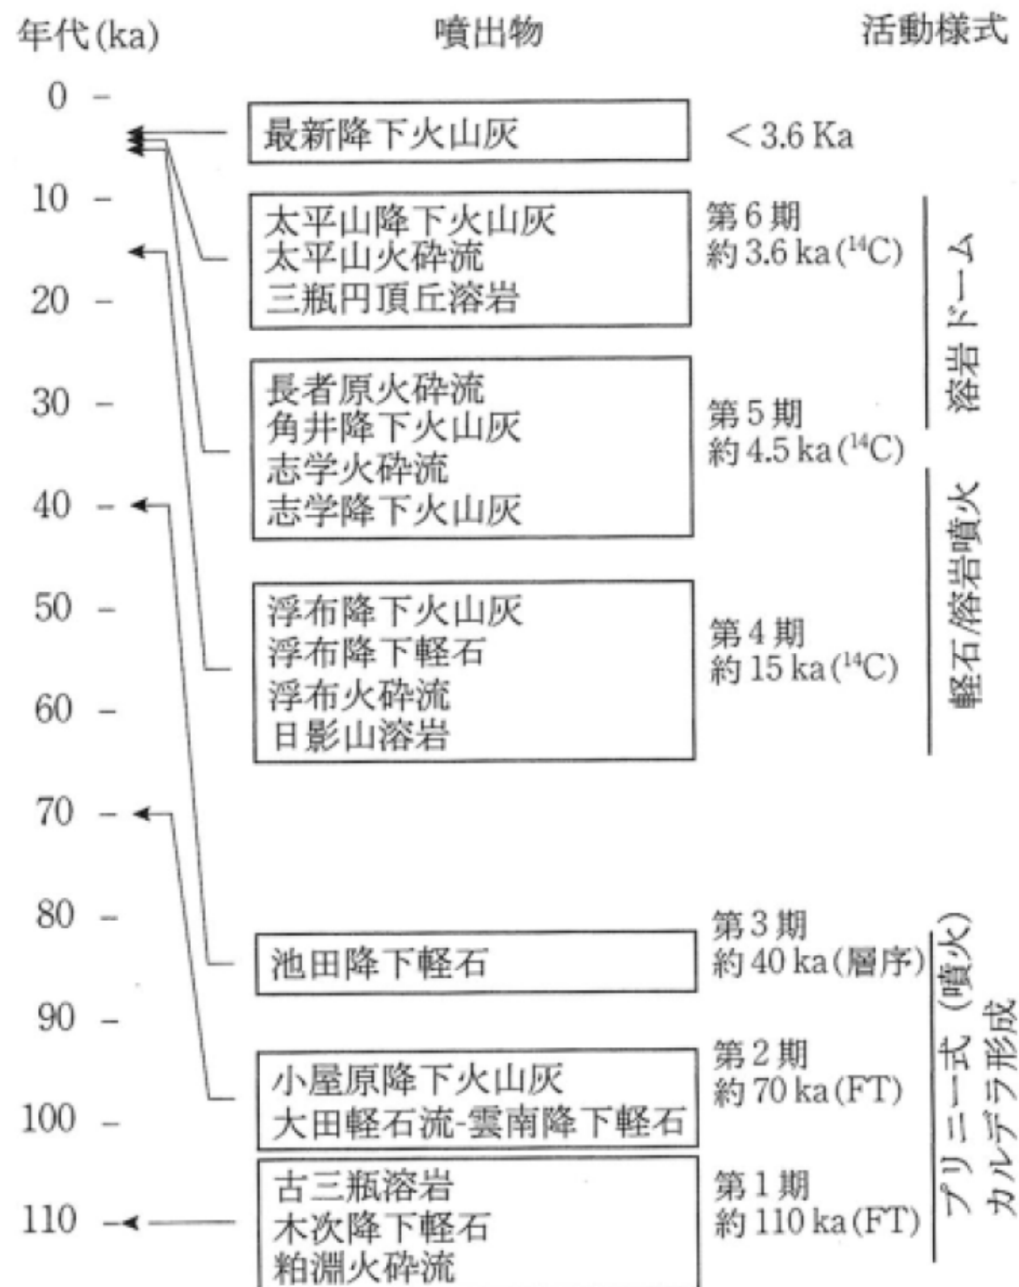 年代(ka)
噴出物
活動様式
0
最新降下火山灰
< 3.6 Ka
10
太平山降下火山灰
太平山火砕流
三瓶円頂丘溶岩
第6期
約3.6 ka(¹⁴C)
溶岩ドーム
20
30
長者原火砕流
角井降下火山灰
志学火砕流
志学降下火山灰
第5期
約4.5 ka(¹⁴C)
40
軽石/溶岩噴火
50
浮布降下火山灰
浮布降下軽石
浮布火砕流
日影山溶岩
第4期
約15 ka(¹⁴C)
60
70
80
池田降下軽石
第3期
約40 ka(層序)
プリニー式(噴火)
カルデラ形成
90
小屋原降下火山灰
大田軽石流-雲南降下軽石
第2期
約70 ka(FT)
100
古三瓶溶岩
木次降下軽石
粕淵火砕流
第1期
約110 ka(FT)
110